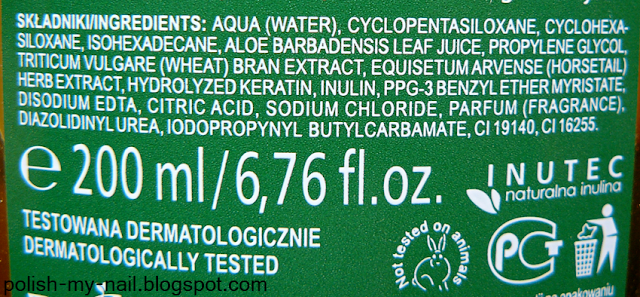 SKŁADNIKI/INGREDIENTS: AQUA (WATER), CYCLOPENTASILOXANE, CYCLOHEXA-
SILOXANE, ISOHEXADECANE, ALOE BARBADENSIS LEAF JUICE, PROPYLENE GLYCOL,
TRITICUM VULGARE (WHEAT) BRAN EXTRACT, EQUISETUM ARVENSE (HORSETAIL)
HERB EXTRACT, HYDROLYZED KERATIN, INULIN, PPG-3 BENZYL ETHER MYRISTATE,
DISODIUM EDTA, CITRIC ACID, SODIUM CHLORIDE, PARFUM (FRAGRANCE),
DIAZOLIDINYL UREA, IODOPROPYNYL BUTYLCARBAMATE, CI 19140, CI 16255.
℮ 200 ml/6,76 fl.oz.
INUTEC
naturalna inulina
TESTOWANA DERMATOLOGICZNIE
DERMATOLOGICALLY TESTED
Not tested on animals
PCT
opakowaniu
polish-my-nail.blogspot.com